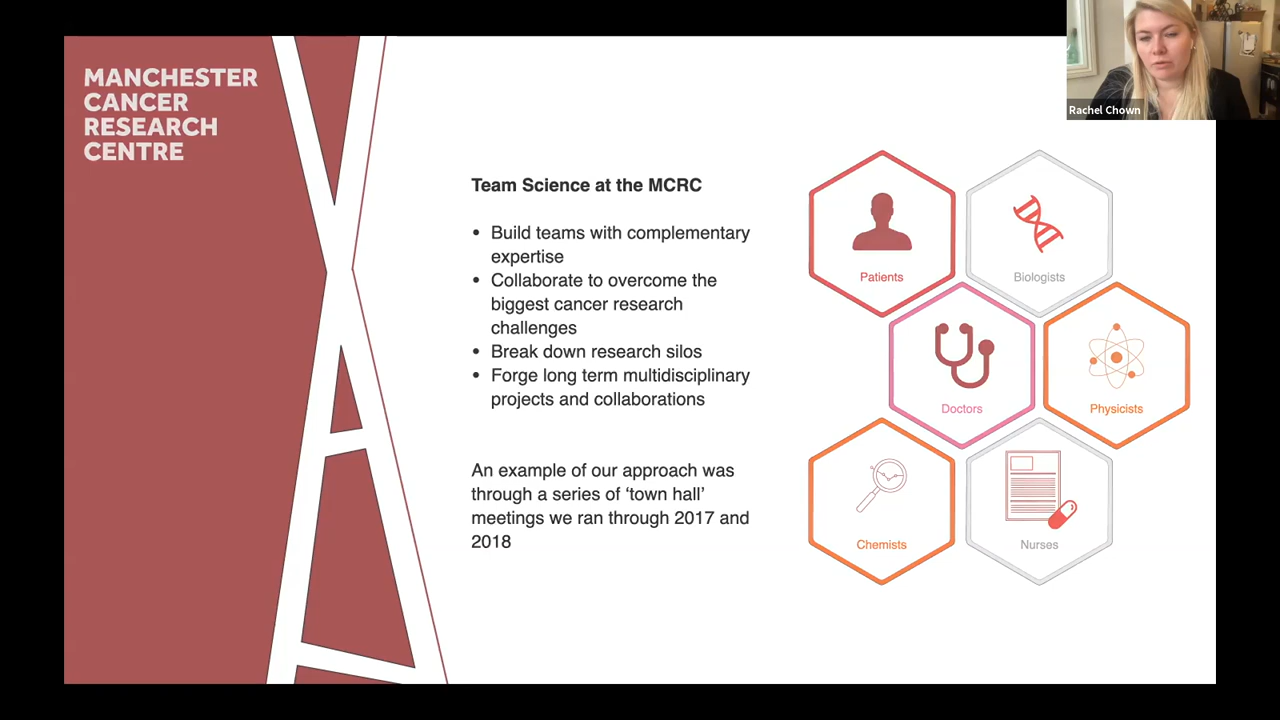 MANCHESTER
CANCER
RESEARCH
CENTRE
Rachel Chown
Team Science at the MCRC
• Build teams with complementary
expertise
• Collaborate to overcome the
biggest cancer research
challenges
• Break down research silos
• Forge long term multidisciplinary
projects and collaborations
An example of our approach was
through a series of ‘town hall’
meetings we ran through 2017 and
2018
Patients
Biologists
Doctors
Physicists
Chemists
Nurses